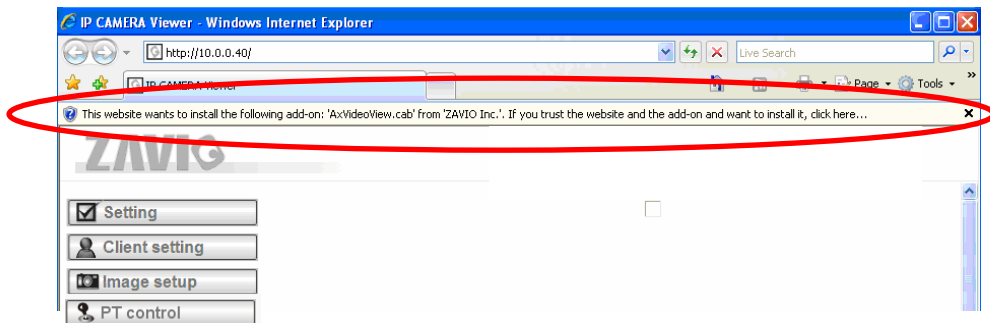 IP CAMERA Viewer - Windows Internet Explorer
http://10.0.0.40/
Live Search
IP CAMERA Viewer
Page
Tools
This website wants to install the following add-on: 'AxVideoView.cab' from 'ZAVIO Inc.'. If you trust the website and the add-on and want to install it, click here...
ZAVIO
Setting
Client setting
Image setup
PT control